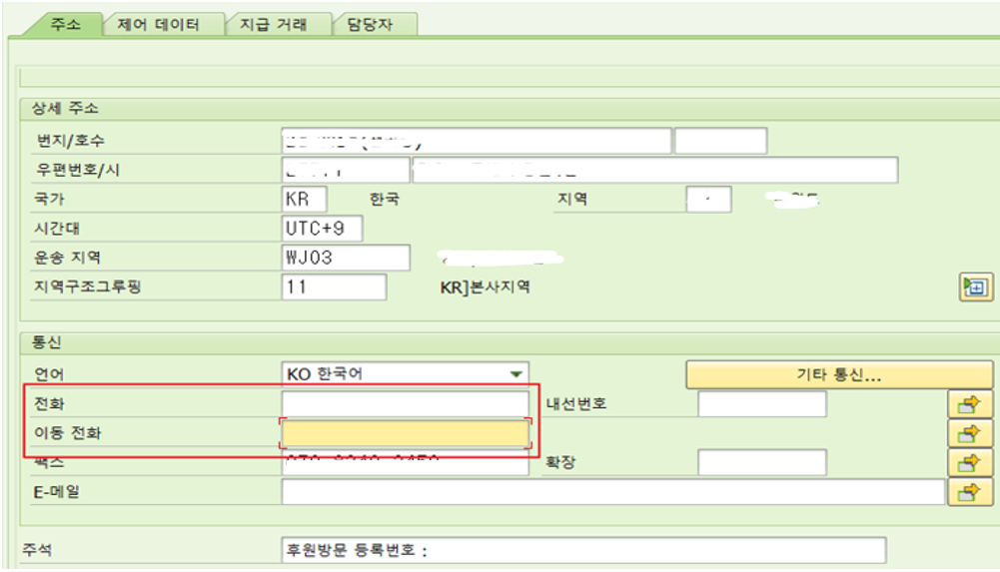 주소 제어 데이터 지급 거래 담당자
상세 주소
번지/호수
우편번호/시
국가 KR 한국 지역
시간대 UTC+9
운송 지역 WJ03
지역구조그루핑 11 KR]본사지역
통신
언어 KO 한국어 기타 통신...
전화 내선번호
이동 전화
팩스 확장
E-메일
주석 후원방문 등록번호 :